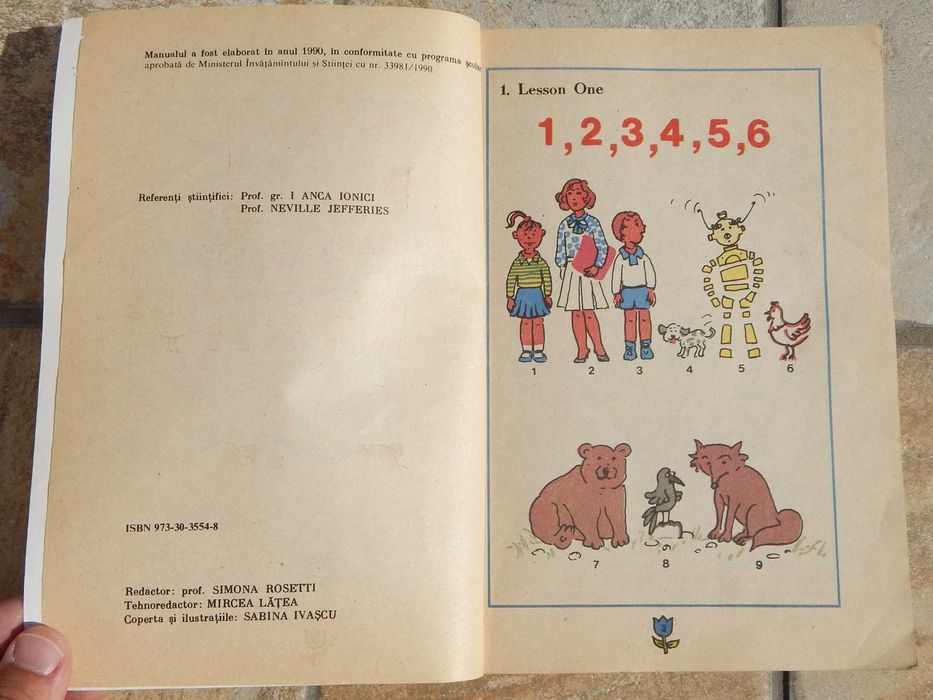 Manualul a fost elaborat în anul 1990, în conformitate cu programa școlar
aprobată de Ministerul Învățămîntului și Științei cu nr. 33981/1990.
Referenți științifici: Prof. gr. I ANCA IONICI
Prof. NEVILLE JEFFERIES
ISBN 973-30-3554-8
Redactor: prof. SIMONA ROSETTI
Tehnoredactor: MIRCEA LĂȚEA
Coperta și ilustrațiile: SABINA IVAȘCU
1. Lesson One
1, 2, 3, 4, 5, 6
1 2 3 4 5 6
7 8 9
3